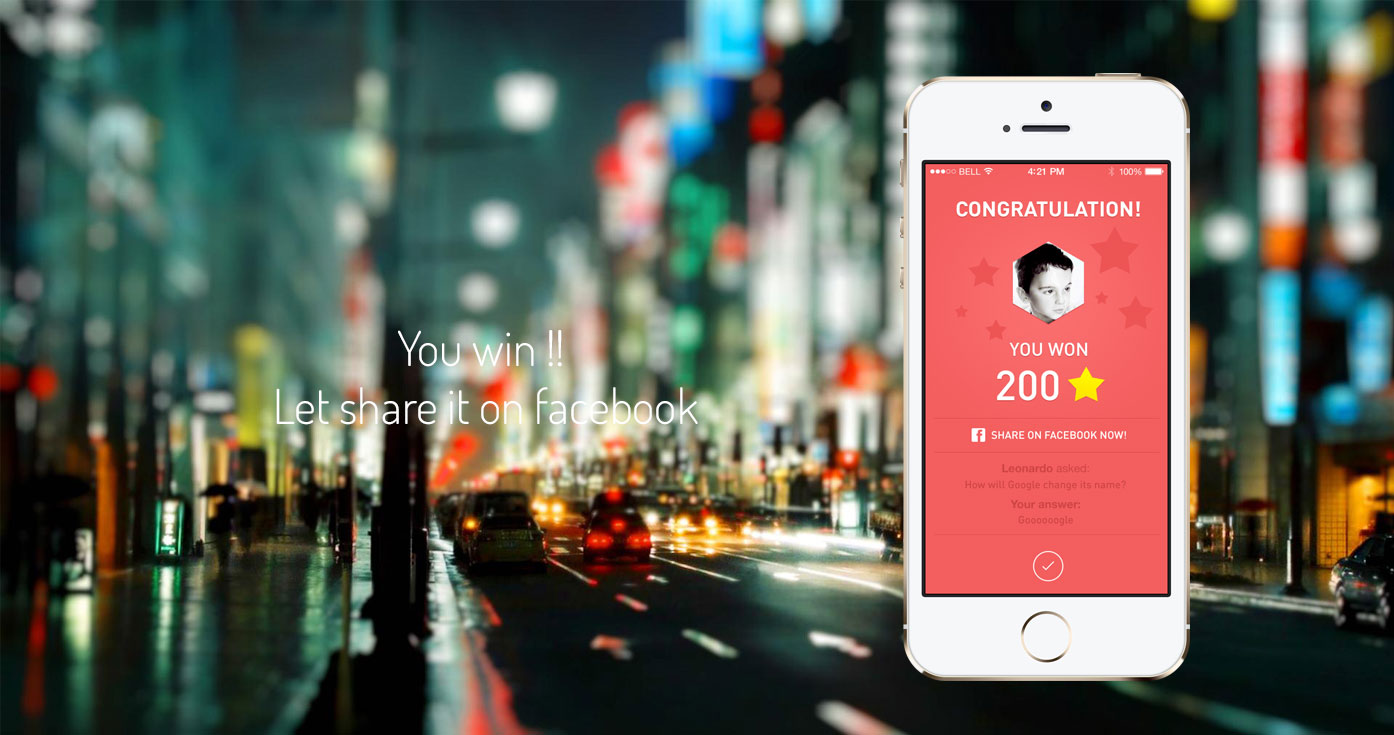 You win !!
Let share it on facebook
BELL 4:21 PM 100%
CONGRATULATION!
YOU WON
200
SHARE ON FACEBOOK NOW!
Leonardo asked:
How will Google change its name?
Your answer:
Goooooogle